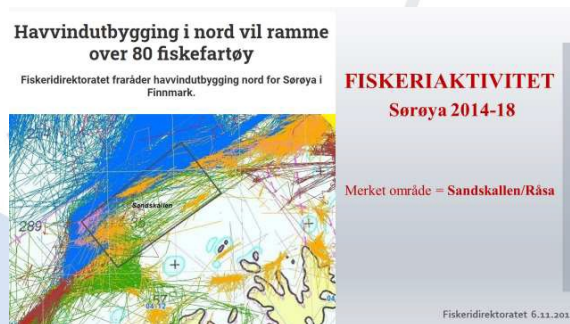 Havvindutbygging i nord vil ramme
over 80 fiskefartøy
Fiskeridirektoratet fraråder havvindutbygging nord for Sørøya i
Finnmark.
Sandskallen
289
FISKERIAKTIVITET
Sørøya 2014-18
Merket område = Sandskallen/Råsa
Fiskeridirektoratet 6.11.201